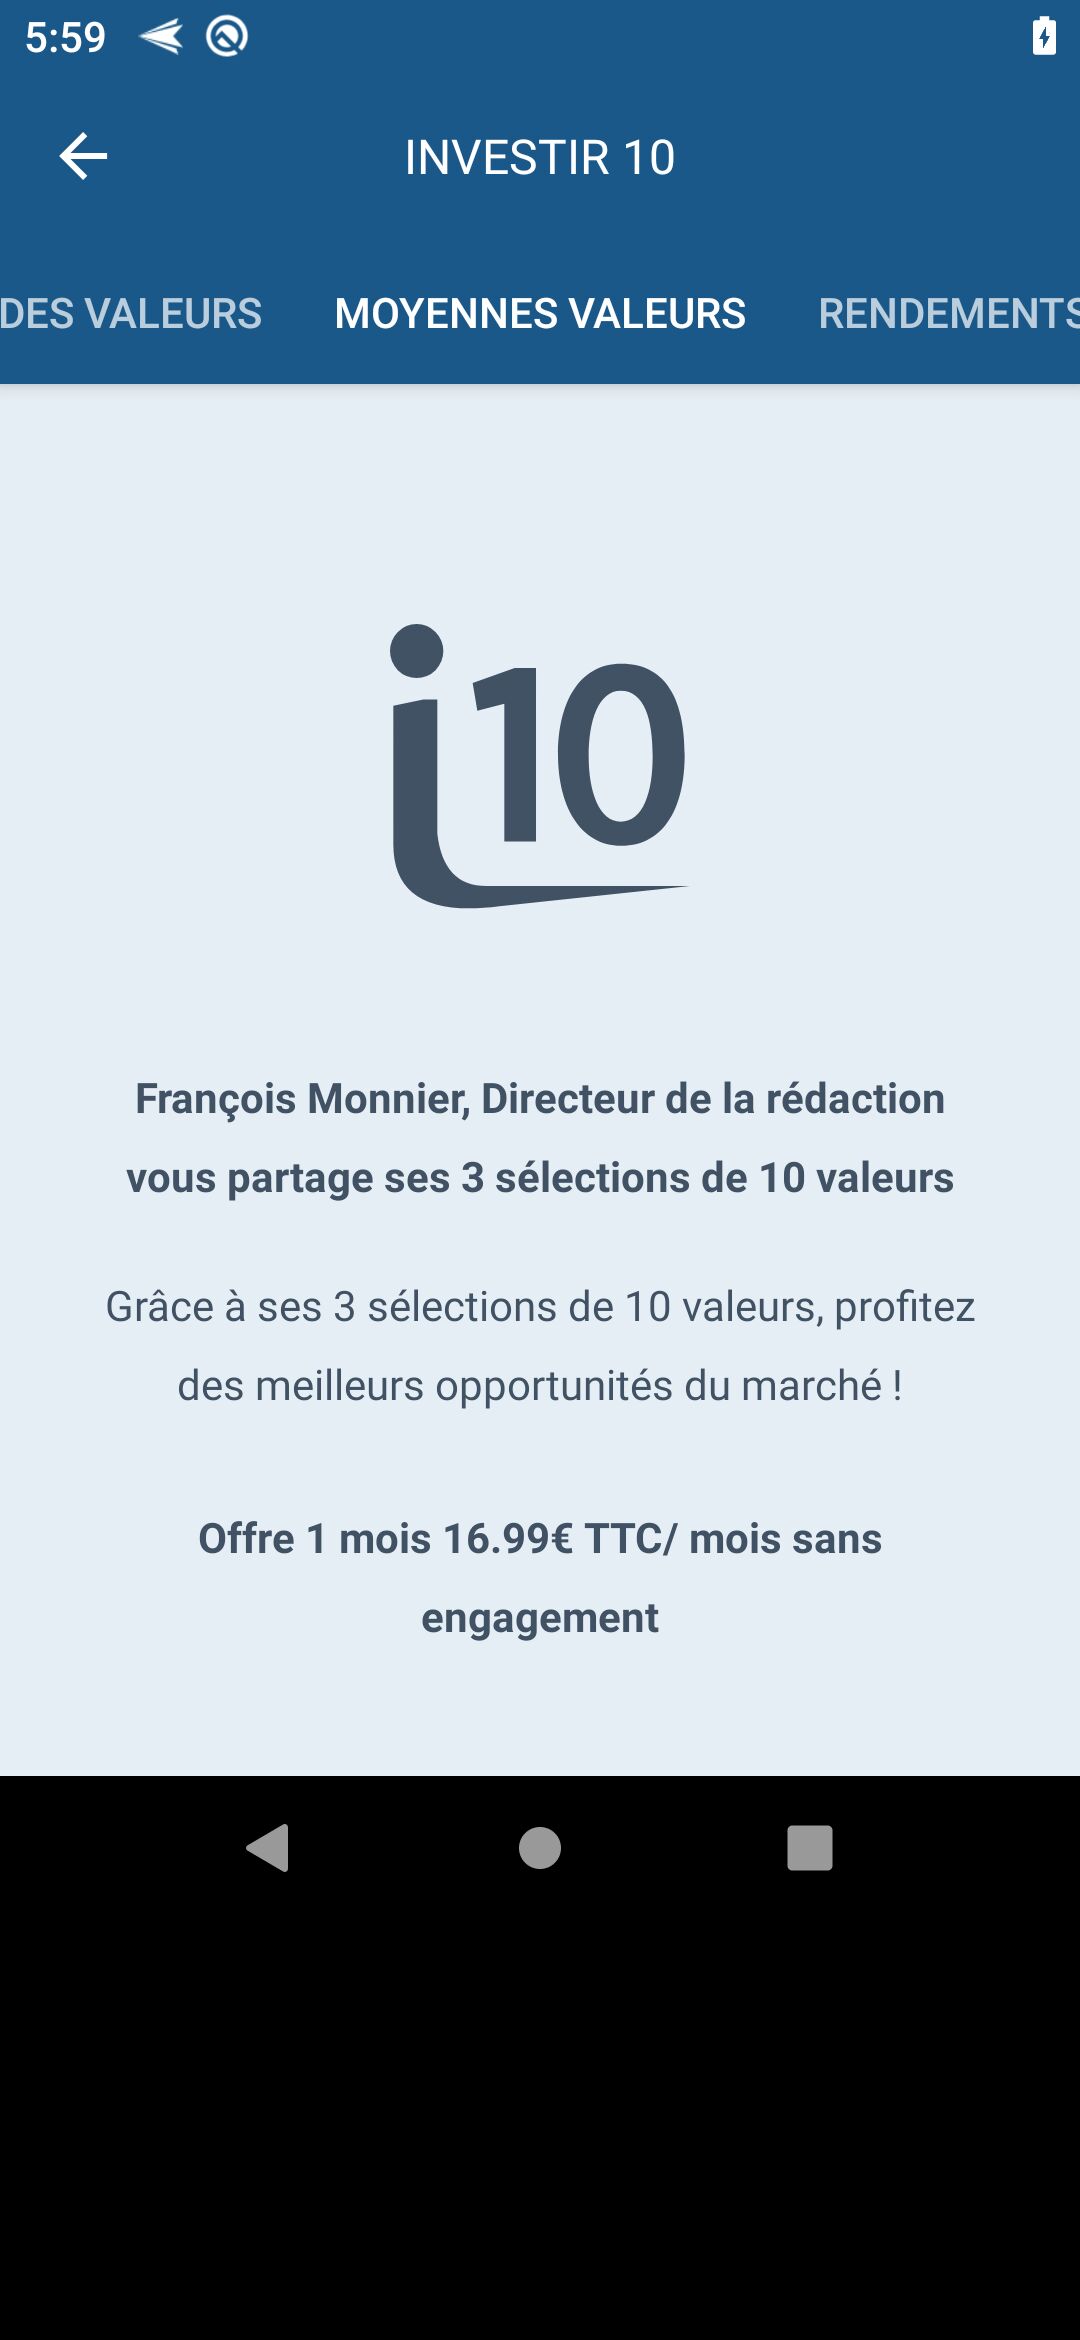 5:59
INVESTIR 10
DES VALEURS MOYENNES VALEURS RENDEMENTS
i10
François Monnier, Directeur de la rédaction
vous partage ses 3 sélections de 10 valeurs
Grâce à ses 3 sélections de 10 valeurs, profitez
des meilleurs opportunités du marché !
Offre 1 mois 16.99€ TTC/ mois sans
engagement